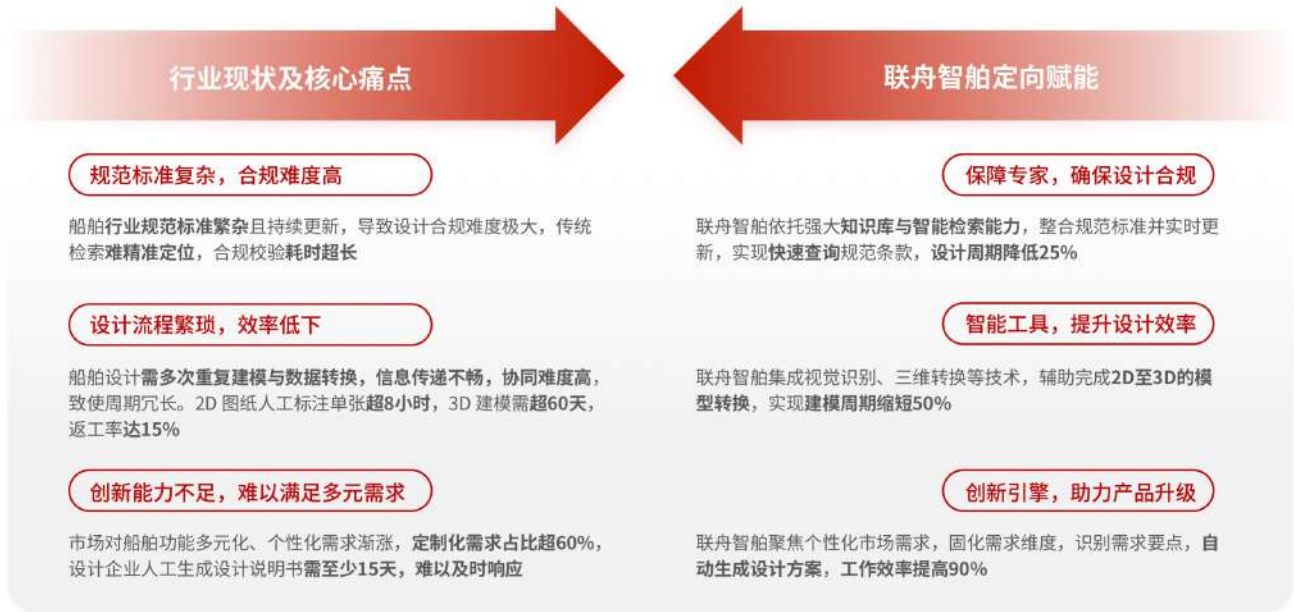 行业现状及核心痛点
规范标准复杂，合规难度高
船舶行业规范标准繁杂且持续更新，导致设计合规难度极大，传统
检索难精准定位，合规校验耗时超长
设计流程繁琐，效率低下
船舶设计需多次重复建模与数据转换，信息传递不畅，协同难度高，
致使周期冗长。2D 图纸人工标注单张超8小时，3D 建模需超60天，
返工率达15%
创新能力不足，难以满足多元需求
市场对船舶功能多元化、个性化需求渐涨，定制化需求占比超60%，
设计企业人工生成设计说明书需至少15天，难以及时响应
联舟智舶定向赋能
保障专家，确保设计合规
联舟智舶依托强大知识库与智能检索能力，整合规范标准并实时更
新，实现快速查询规范条款，设计周期降低25%
智能工具，提升设计效率
联舟智舶集成视觉识别、三维转换等技术，辅助完成2D至3D的模
型转换，实现建模周期缩短50%
创新引擎，助力产品升级
联舟智舶聚焦个性化市场需求，固化需求维度，识别需求要点，自
动生成设计方案，工作效率提高90%